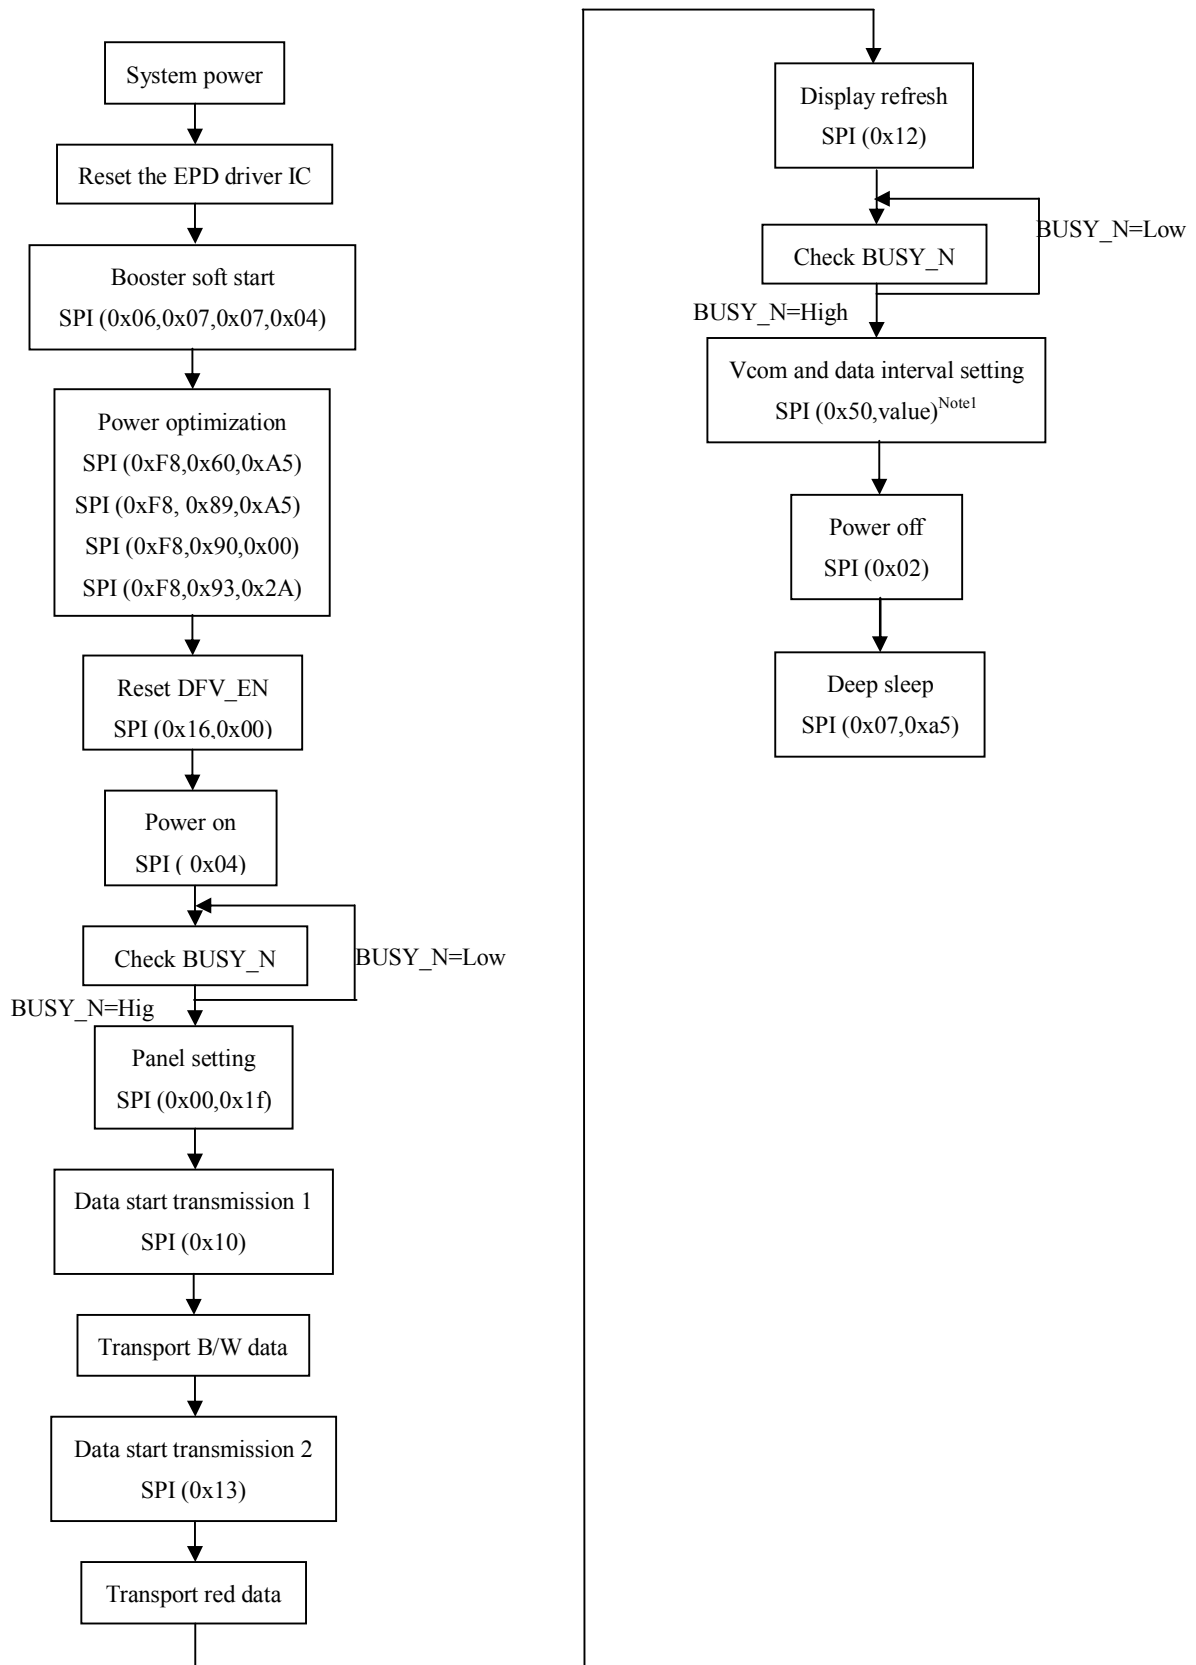 System power
Reset the EPD driver IC
Booster soft start
SPI (0x06,0x07,0x07,0x04)
Power optimization
SPI (0xF8,0x60,0xA5)
SPI (0xF8, 0x89,0xA5)
SPI (0xF8,0x90,0x00)
SPI (0xF8,0x93,0x2A)
Reset DFV_EN
SPI (0x16,0x00)
Power on
SPI ( 0x04)
Check BUSY_N
BUSY_N=Low
BUSY_N=Hig
Panel setting
SPI (0x00,0x1f)
Data start transmission 1
SPI (0x10)
Transport B/W data
Data start transmission 2
SPI (0x13)
Transport red data
Display refresh
SPI (0x12)
BUSY_N=Low
Check BUSY_N
BUSY_N=High
Vcom and data interval setting
SPI (0x50,value)Note1
Power off
SPI (0x02)
Deep sleep
SPI (0x07,0xa5)